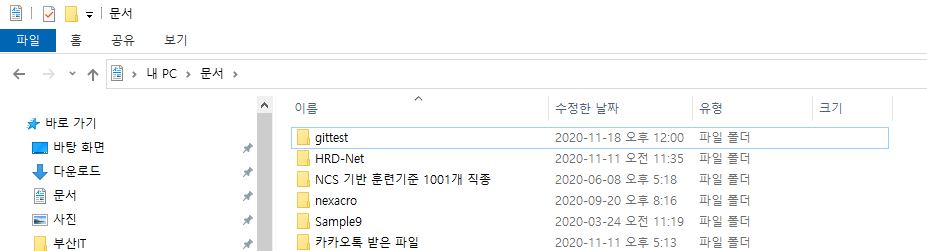 문서
파일 홈 공유 보기
내 PC 문서
이름 수정한 날짜 유형 크기
바로 가기
바탕 화면
다운로드
문서
사진
부산IT
gittest 2020-11-18 오후 12:00 파일 폴더
HRD-Net 2020-11-11 오전 11:35 파일 폴더
NCS 기반 훈련기준 1001개 직종 2020-06-08 오후 5:18 파일 폴더
nexacro 2020-09-20 오후 8:16 파일 폴더
Sample9 2020-03-24 오전 11:19 파일 폴더
카카오톡 받은 파일 2020-11-11 오후 5:13 파일 폴더